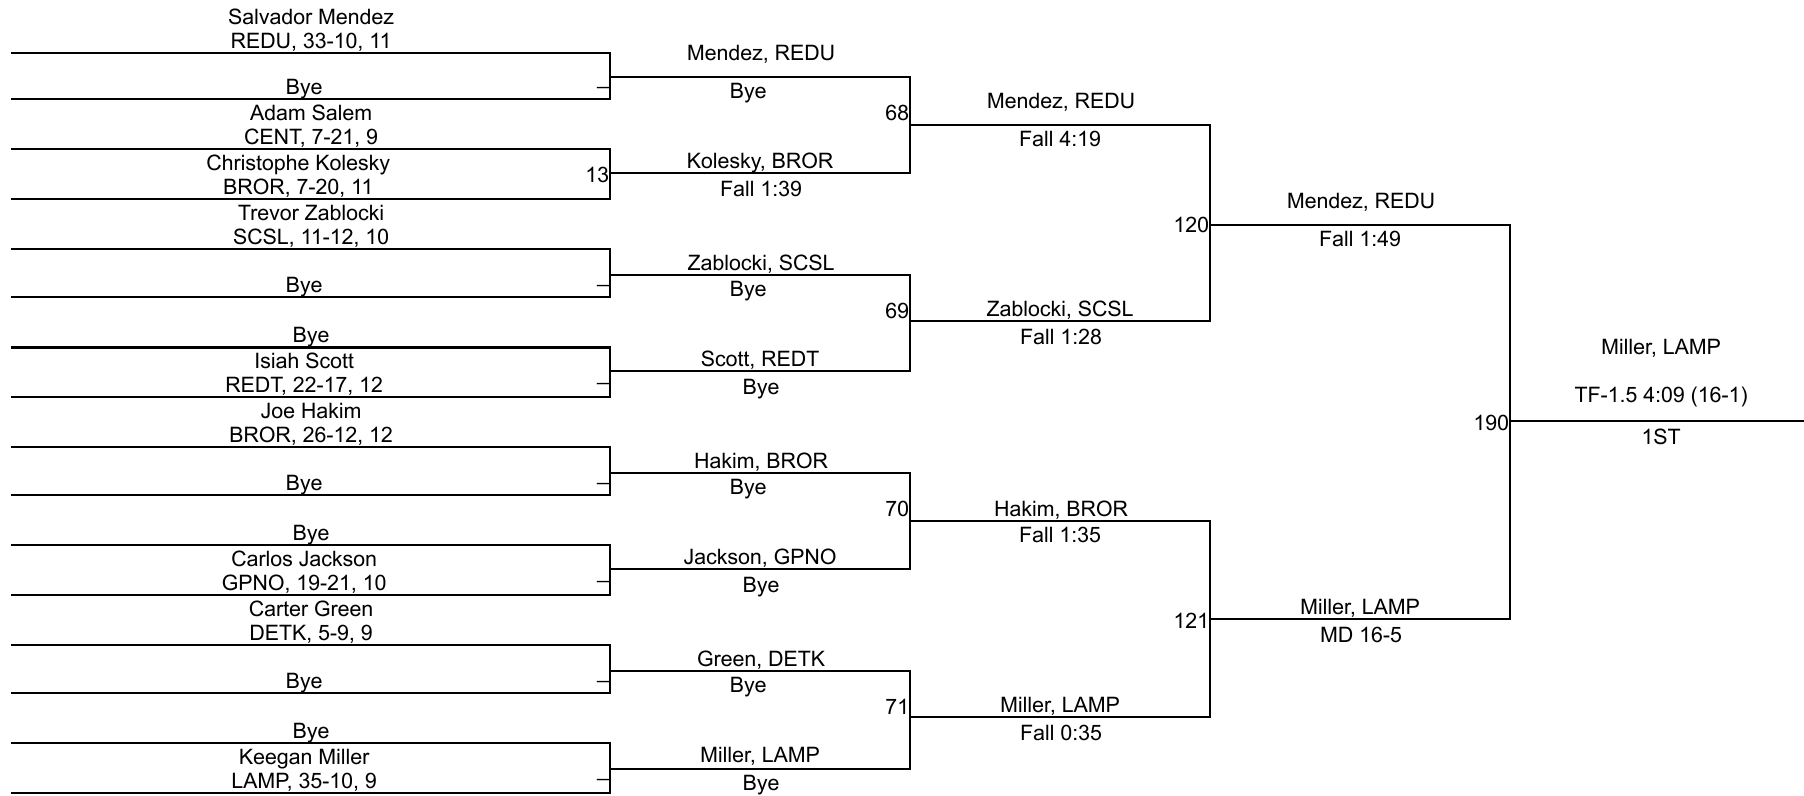 Salvador Mendez
REDU, 33-10, 11
Bye
Adam Salem
CENT, 7-21, 9
Christophe Kolesky
BROR, 7-20, 11
13
Trevor Zablocki
SCSL, 11-12, 10
Bye
Bye
Isiah Scott
REDT, 22-17, 12
Joe Hakim
BROR, 26-12, 12
Bye
Bye
Carlos Jackson
GPNO, 19-21, 10
Carter Green
DETK, 5-9, 9
Bye
Bye
Keegan Miller
LAMP, 35-10, 9
Mendez, REDU
Bye
68
Kolesky, BROR
Fall 1:39
Zablocki, SCSL
Bye
69
Scott, REDT
Bye
Hakim, BROR
Bye
70
Jackson, GPNO
Bye
Green, DETK
Bye
71
Miller, LAMP
Bye
Mendez, REDU
Fall 4:19
120
Zablocki, SCSL
Fall 1:28
Hakim, BROR
Fall 1:35
121
Miller, LAMP
Fall 0:35
Mendez, REDU
Fall 1:49
190
Miller, LAMP
MD 16-5
Miller, LAMP
TF-1.5 4:09 (16-1)
1ST